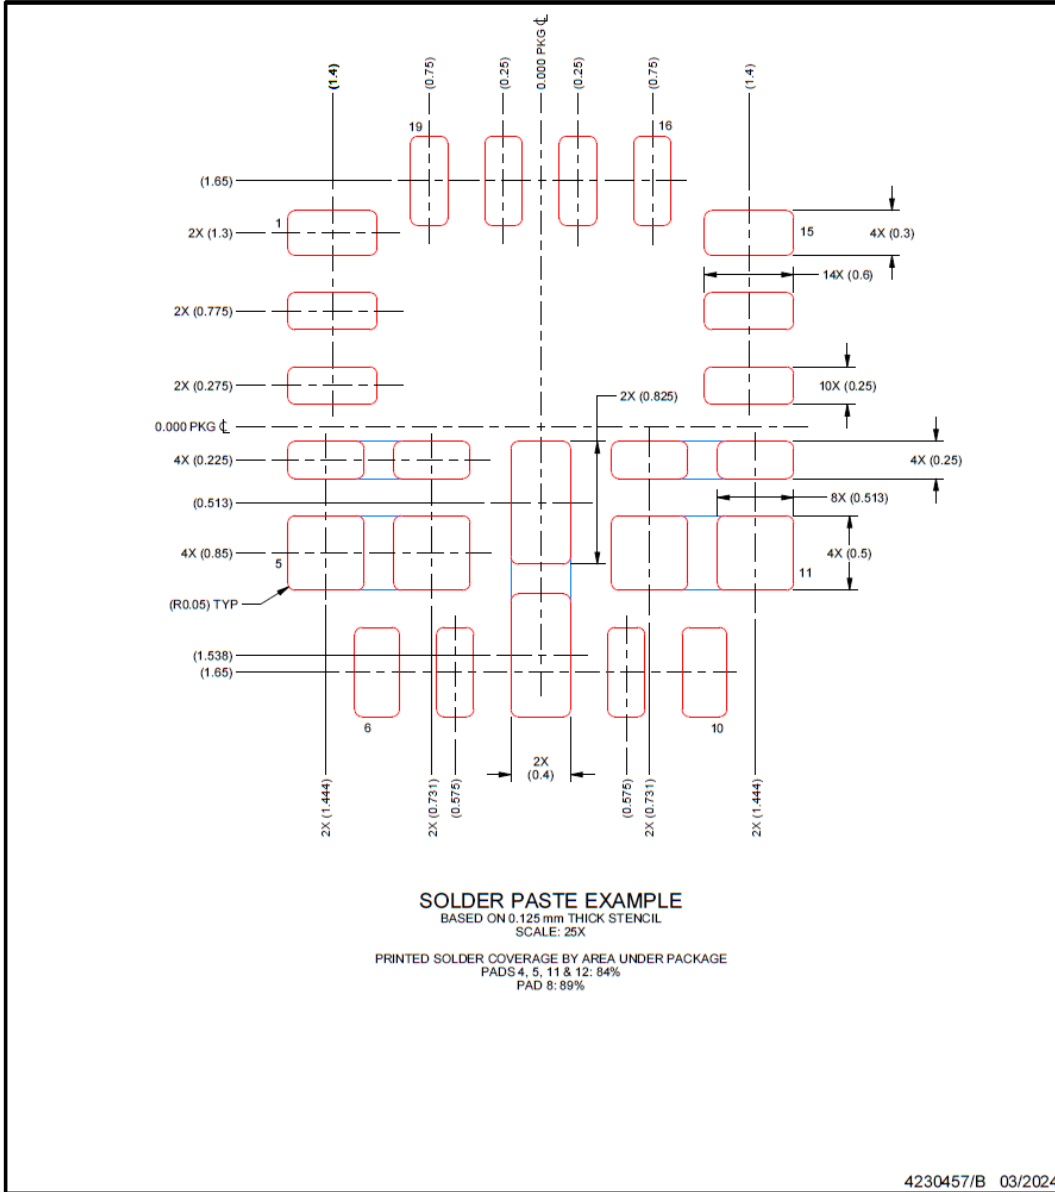 (1.4)
(0.75)
(0.25)
0.000 PKG ℄
(0.25)
(0.75)
(1.4)
19
16
(1.65)
1
2X (1.3)
15
4X (0.3)
14X (0.6)
2X (0.775)
2X (0.275)
10X (0.25)
2X (0.825)
0.000 PKG ℄
4X (0.225)
4X (0.25)
(0.513)
8X (0.513)
4X (0.85)
5
4X (0.5)
11
(R0.05) TYP
(1.538)
(1.65)
6
10
2X
(0.4)
2X (1.444)
2X (0.731)
(0.575)
(0.575)
2X (0.731)
2X (1.444)
SOLDER PASTE EXAMPLE
BASED ON 0.125 mm THICK STENCIL
SCALE: 25X
PRINTED SOLDER COVERAGE BY AREA UNDER PACKAGE
PADS 4, 5, 11 & 12: 84%
PAD 8: 89%
4230457/B 03/2024